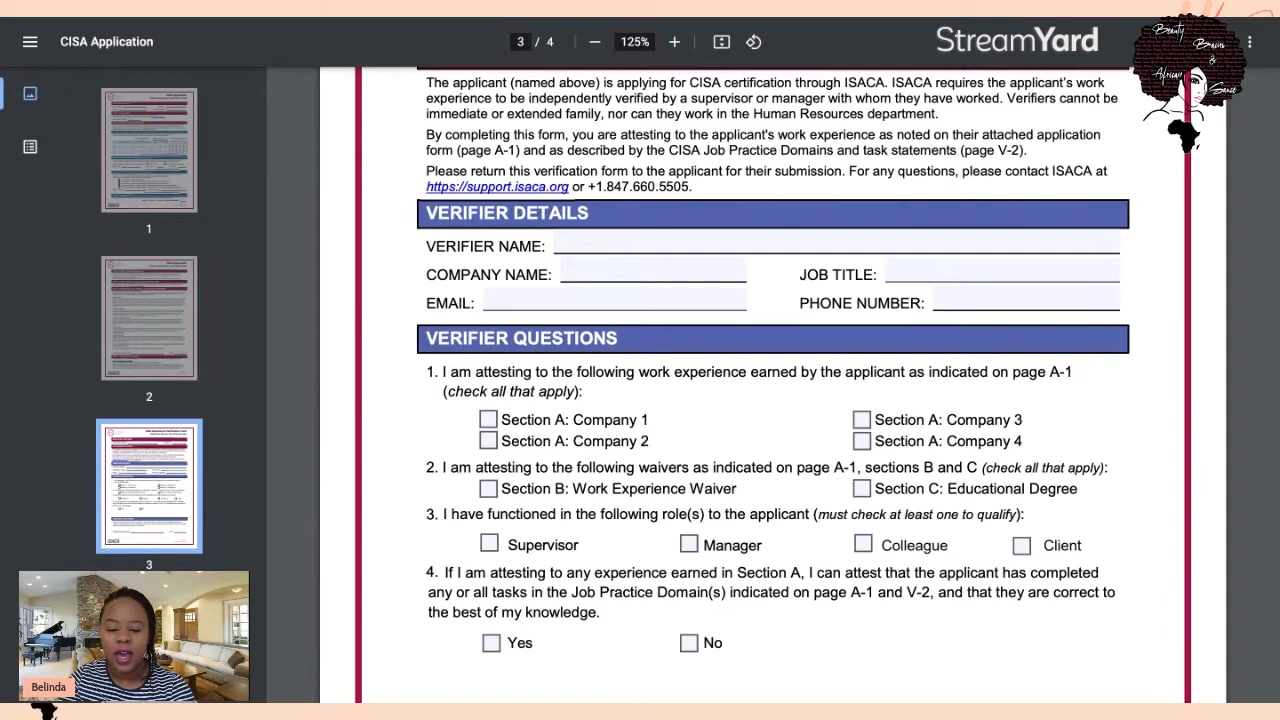 CISA Application
/ 4
125%
StreamYard
Beauty
Brains
&
African
Sauce
The applicant (named above) is applying for CISA certification through ISACA. ISACA requires the applicant's work
experience to be independently verified by a supervisor or manager with whom they have worked. Verifiers cannot be
immediate or extended family, nor can they work in the Human Resources department.
By completing this form, you are attesting to the applicant's work experience as noted on their attached application
form (page A-1) and as described by the CISA Job Practice Domains and task statements (page V-2).
Please return this verification form to the applicant for their submission. For any questions, please contact ISACA at
https://support.isaca.org or +1.847.660.5505.
VERIFIER DETAILS
VERIFIER NAME:
COMPANY NAME: JOB TITLE:
EMAIL: PHONE NUMBER:
VERIFIER QUESTIONS
1. I am attesting to the following work experience earned by the applicant as indicated on page A-1
(check all that apply):
Section A: Company 1 Section A: Company 3
Section A: Company 2 Section A: Company 4
2. I am attesting to the following waivers as indicated on page sections B and C (check all that apply):
Section Work Experience Waiver Section C: Educational Degree
3. I have functioned in the following role(s) to the applicant (must check at least one to qualify):
Supervisor Manager Colleague Client
4. If I am attesting to any experience earned in Section A, I can attest that the applicant has completed
any or all tasks in the Job Practice Domain(s) indicated on page A-1 and V-2, and that they are correct to
the best of my knowledge.
Yes No
1
2
3
Belinda